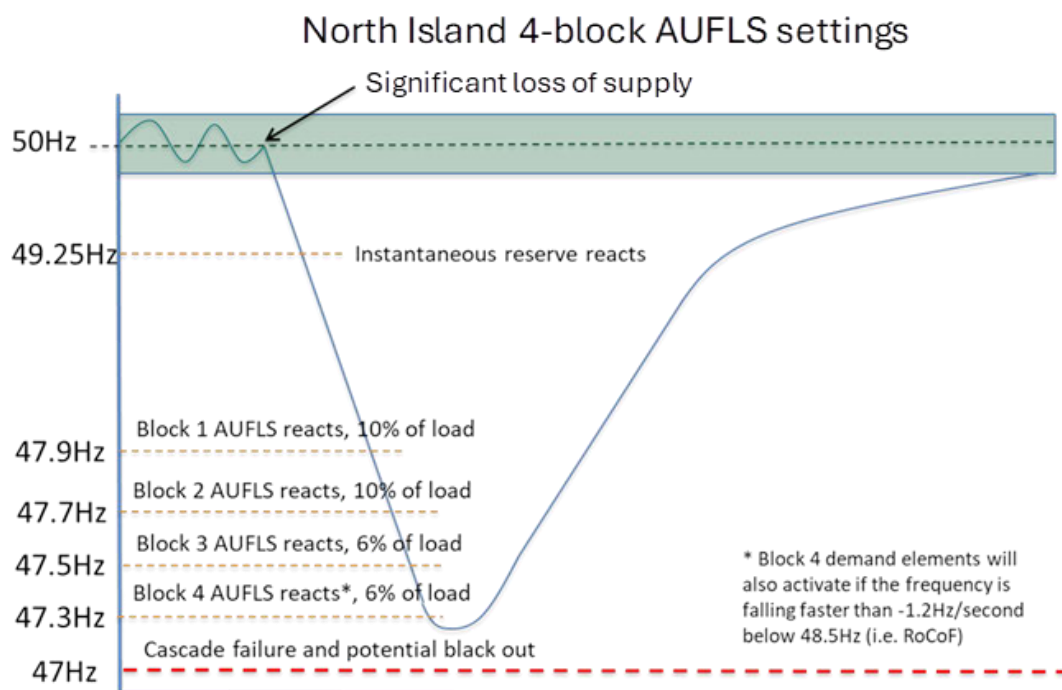 North Island 4-block AUFLS settings
Significant loss of supply
50Hz
49.25Hz
Instantaneous reserve reacts
Block 1 AUFLS reacts, 10% of load
47.9Hz
Block 2 AUFLS reacts, 10% of load
47.7Hz
Block 3 AUFLS reacts, 6% of load
47.5Hz
Block 4 AUFLS reacts*, 6% of load
47.3Hz
* Block 4 demand elements will
also activate if the frequency is
falling faster than -1.2Hz/second
below 48.5Hz (i.e. RoCoF)
Cascade failure and potential black out
47Hz